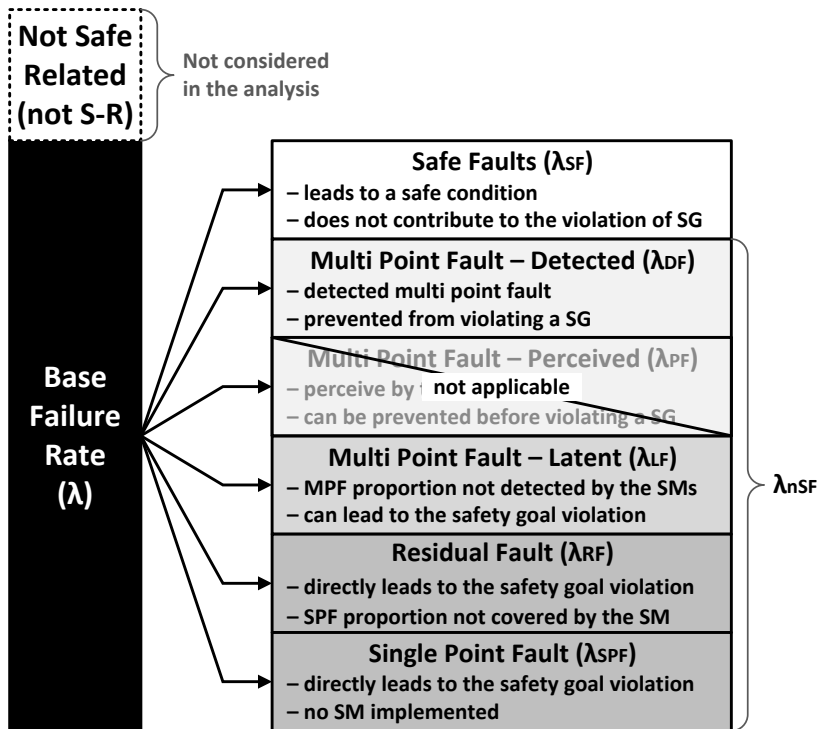 Not Safe
Related
(not S-R)
Not considered
in the analysis
Base
Failure
Rate
(λ)
Safe Faults (λSF)
– leads to a safe condition
– does not contribute to the violation of SG
Multi Point Fault – Detected (λDF)
– detected multi point fault
– prevented from violating a SG
Multi Point Fault – Perceived (λPF)
– perceive by
not applicable
– can be prevented before violating a SG
Multi Point Fault – Latent (λLF)
– MPF proportion not detected by the SMs
– can lead to the safety goal violation
Residual Fault (λRF)
– directly leads to the safety goal violation
– SPF proportion not covered by the SM
Single Point Fault (λSPF)
– directly leads to the safety goal violation
– no SM implemented
λnSF